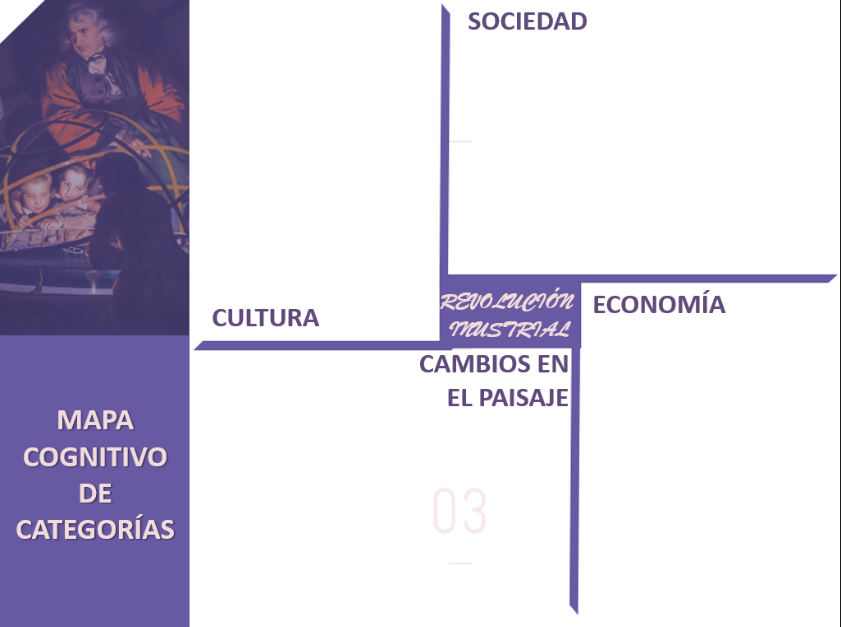 SOCIEDAD
CULTURA
REVOLUCIÓN
INUSTRIAL
ECONOMÍA
CAMBIOS EN
EL PAISAJE
03
MAPA
COGNITIVO
DE
CATEGORÍAS